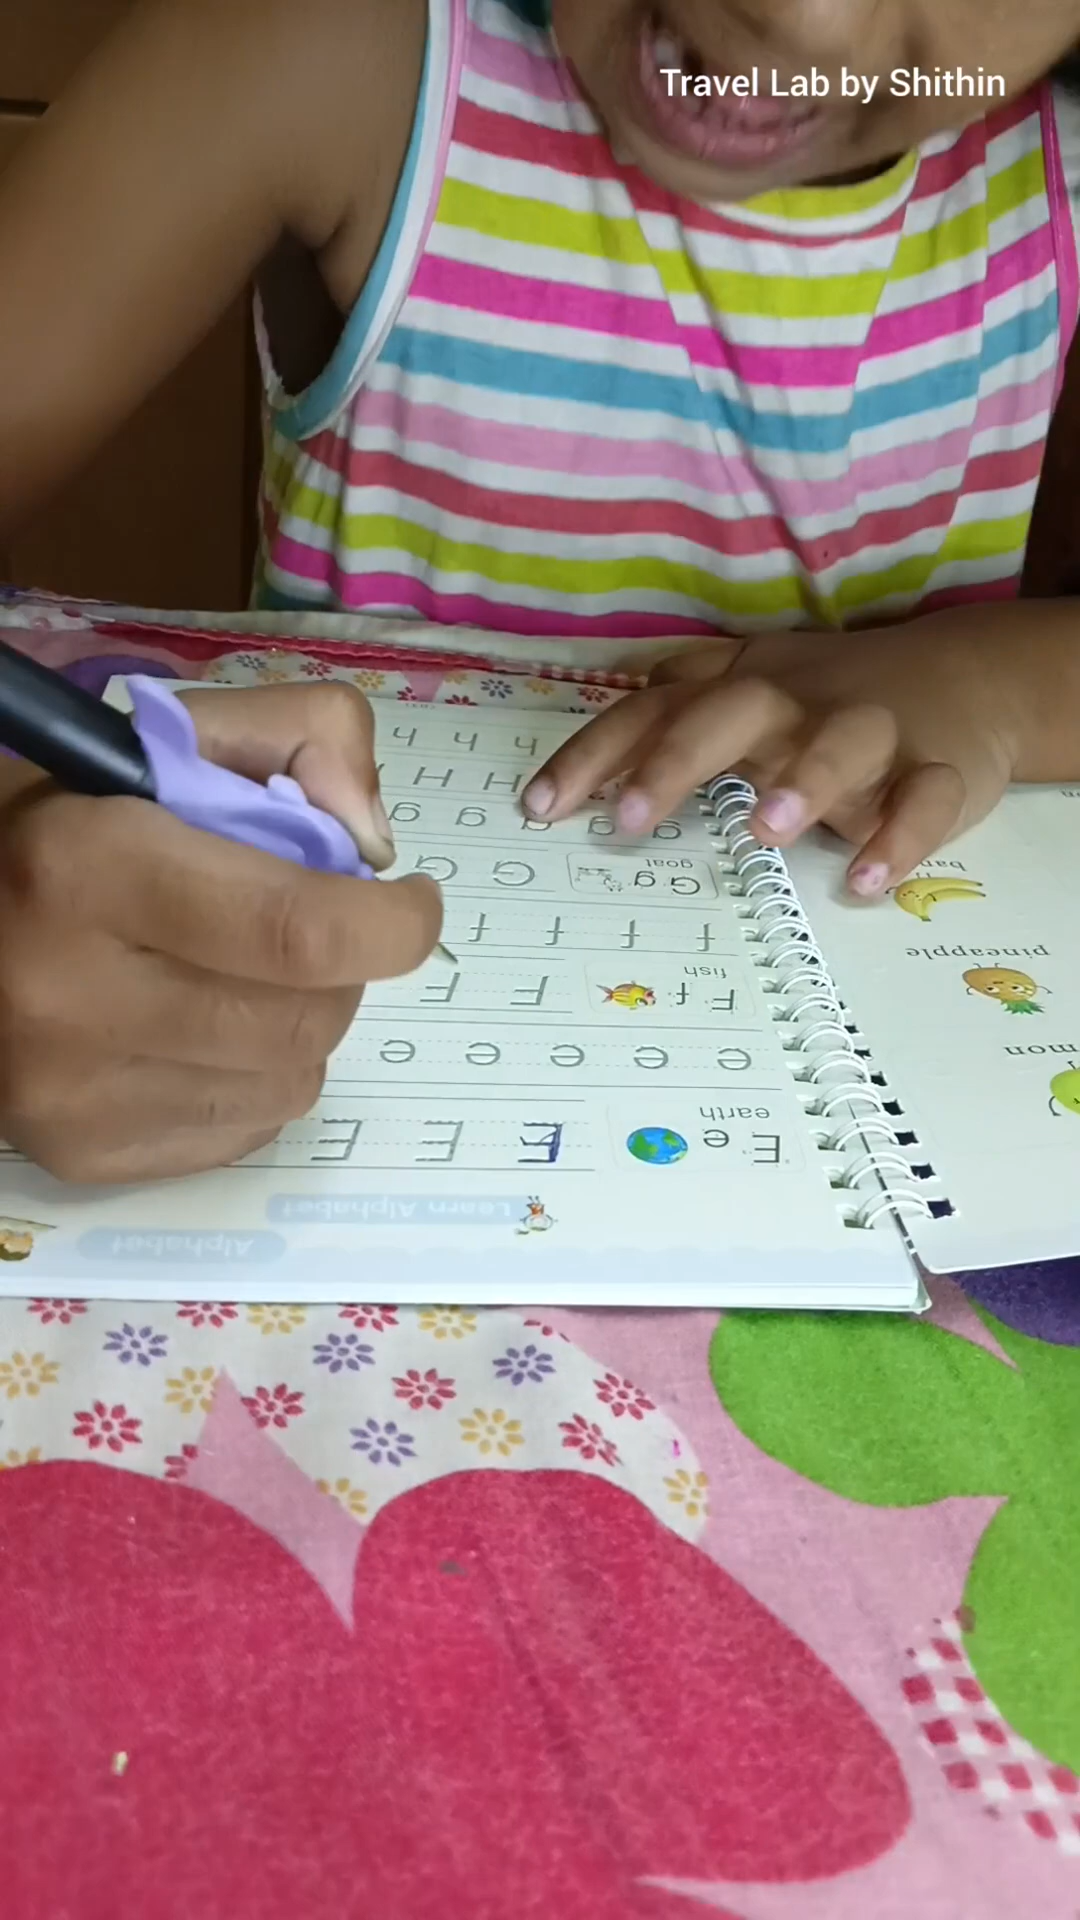 Travel Lab by Shithin
Alphabet
Learn Alphabet
E e E E E
earth
e e e e e
F f F F
fish
f f f f
G g G G
goat
g g g g g
H H
h h h
mon
pineapple
ban